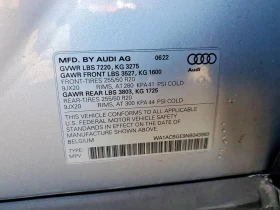 MFD. BY AUDI AG 06/22
GVWR LBS 7220, KG 3275
GAWR FRONT LBS 3527, KG 1600
FRONT-TIRES 255/50 R20
9JX20 RIMS, AT 280 KPA 41 PSI COLD
GAWR REAR LBS 3803, KG 1725
REAR-TIRES 255/50 R20
9JX20 RIMS, AT 300 KPA 44 PSI COLD
THIS VEHICLE CONFORMS TO ALL APPLICABLE
U.S. FEDERAL MOTOR VEHICLE SAFETY
STANDARDS IN EFFECT ON THE DATE OF
MANUFACTURE SHOWN ABOVE
BELGIUM
Audi